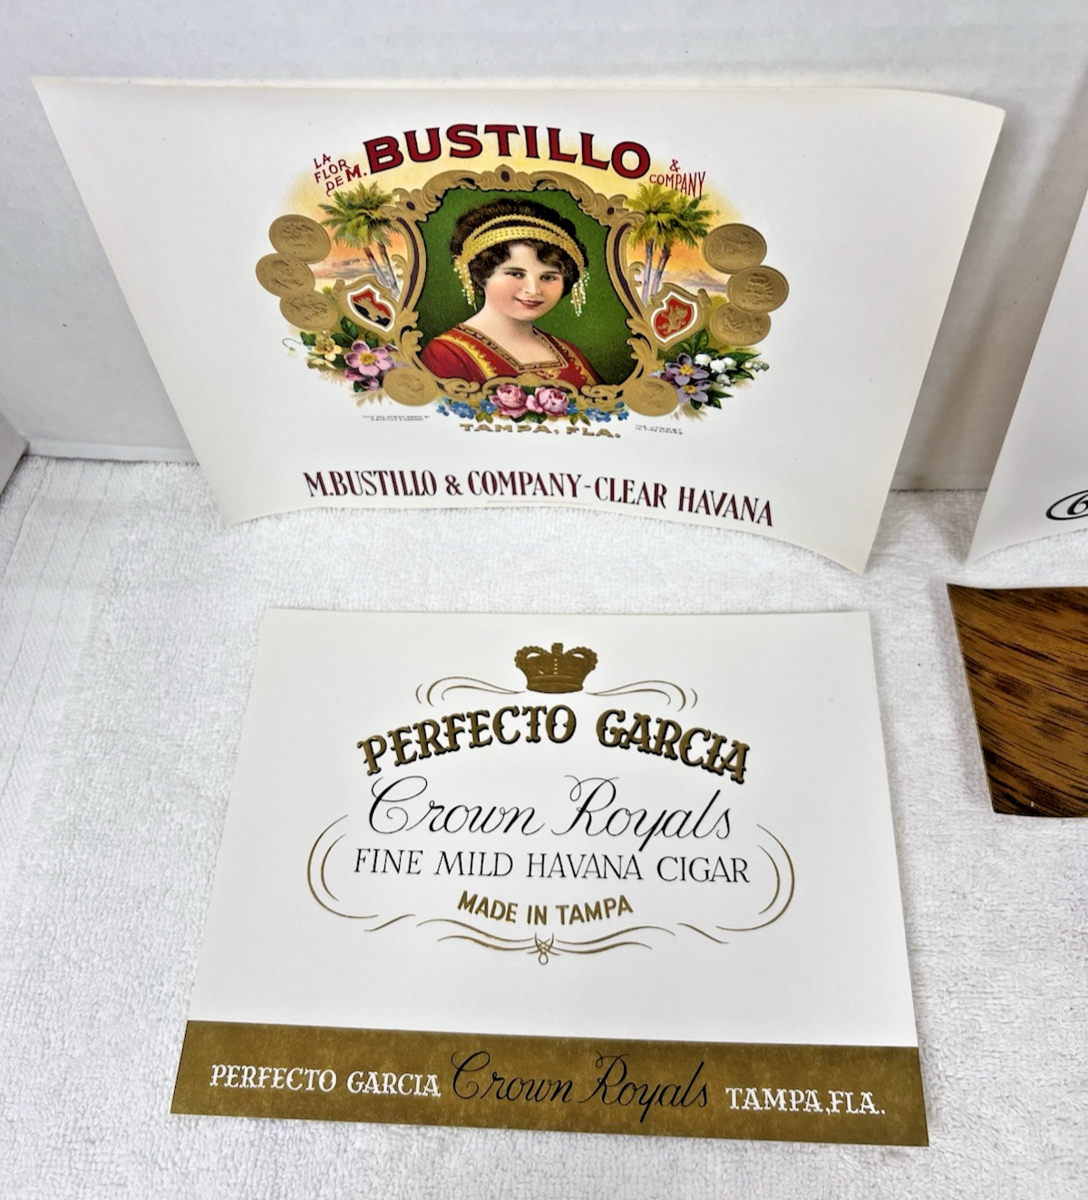 LA
FLOR
DE M. BUSTILLO & COMPANY
TAMPA, FLA.
M. BUSTILLO & COMPANY-CLEAR HAVANA
PERFECTO GARCIA
Crown Royals
FINE MILD HAVANA CIGAR
MADE IN TAMPA
PERFECTO GARCIA Crown Royals TAMPA, FLA.